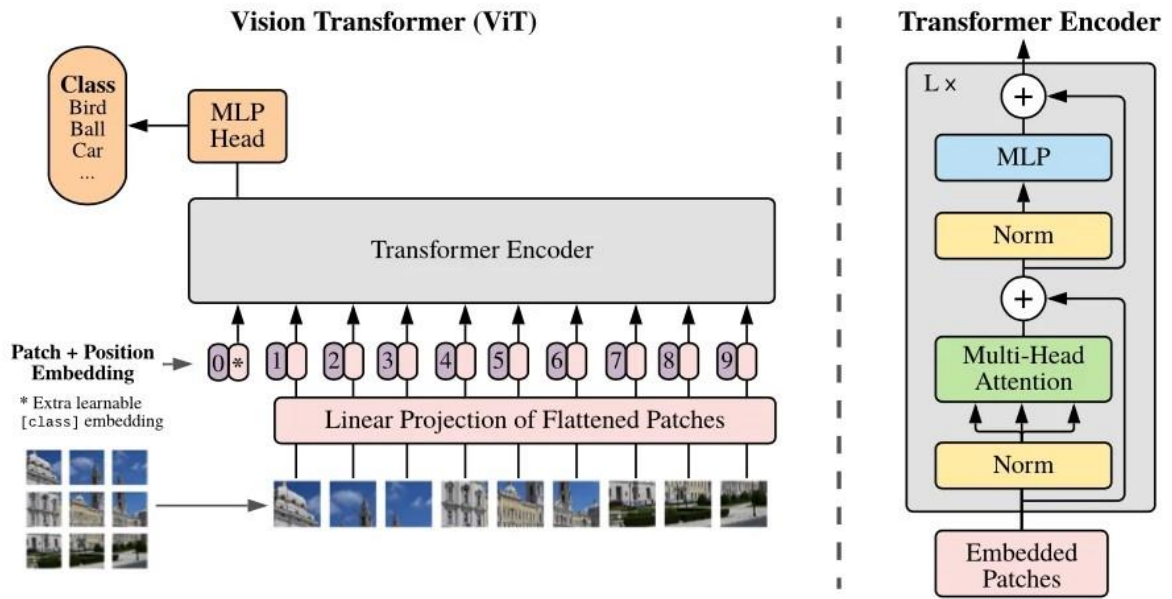 Vision Transformer (ViT)
Class
Bird
Ball
Car
...
MLP
Head
Transformer Encoder
Patch + Position
Embedding
* Extra learnable
[class] embedding
0 * 1 2 3 4 5 6 7 8 9
Linear Projection of Flattened Patches
Transformer Encoder
L ×
+
MLP
Norm
+
Multi-Head
Attention
Norm
Embedded
Patches